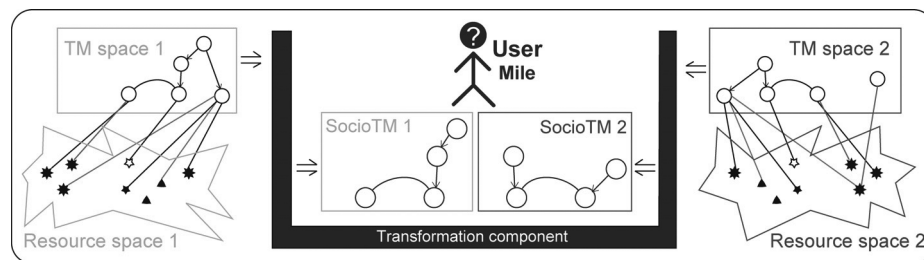 TM space 1
?
User
Mile
TM space 2
SocioTM 1
SocioTM 2
Resource space 1
Transformation component
Resource space 2